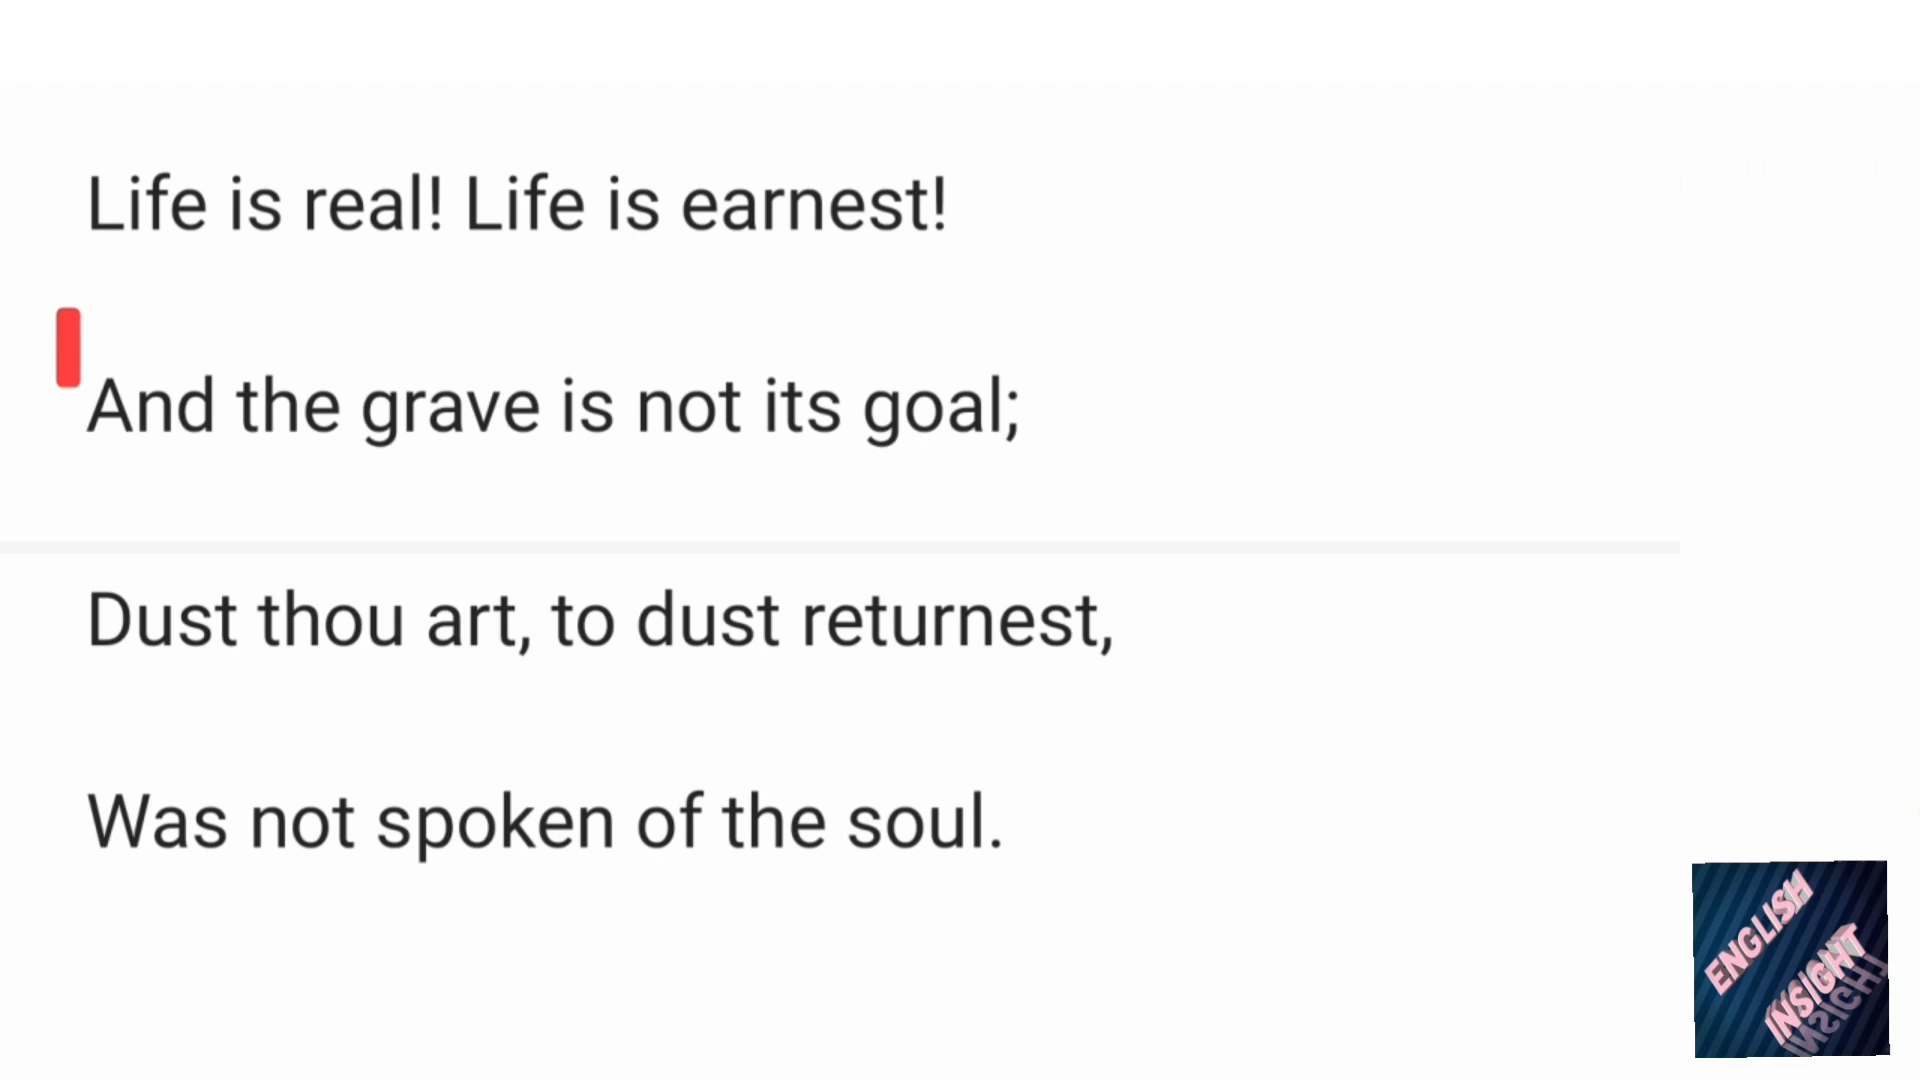 Life is real! Life is earnest!
And the grave is not its goal;
Dust thou art, to dust returnest,
Was not spoken of the soul.
ENGLISH
INSIGHT